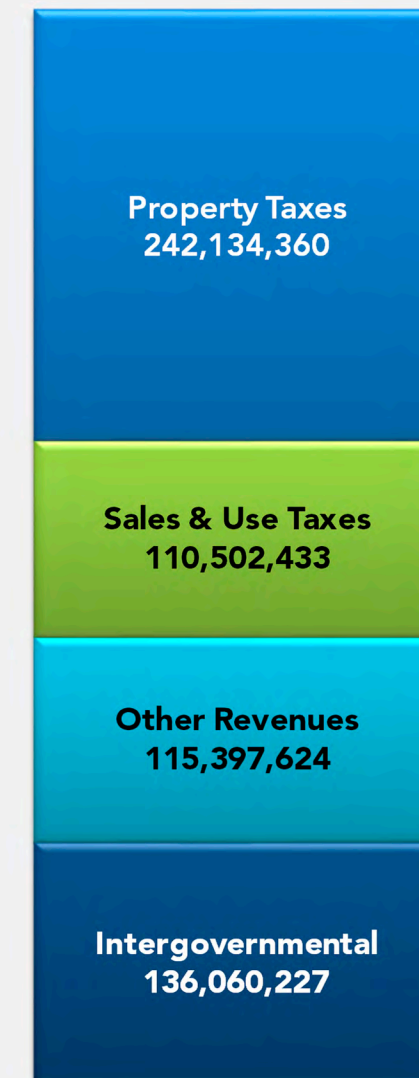 Property Taxes
242,134,360
Sales & Use Taxes
110,502,433
Other Revenues
115,397,624
Intergovernmental
136,060,227